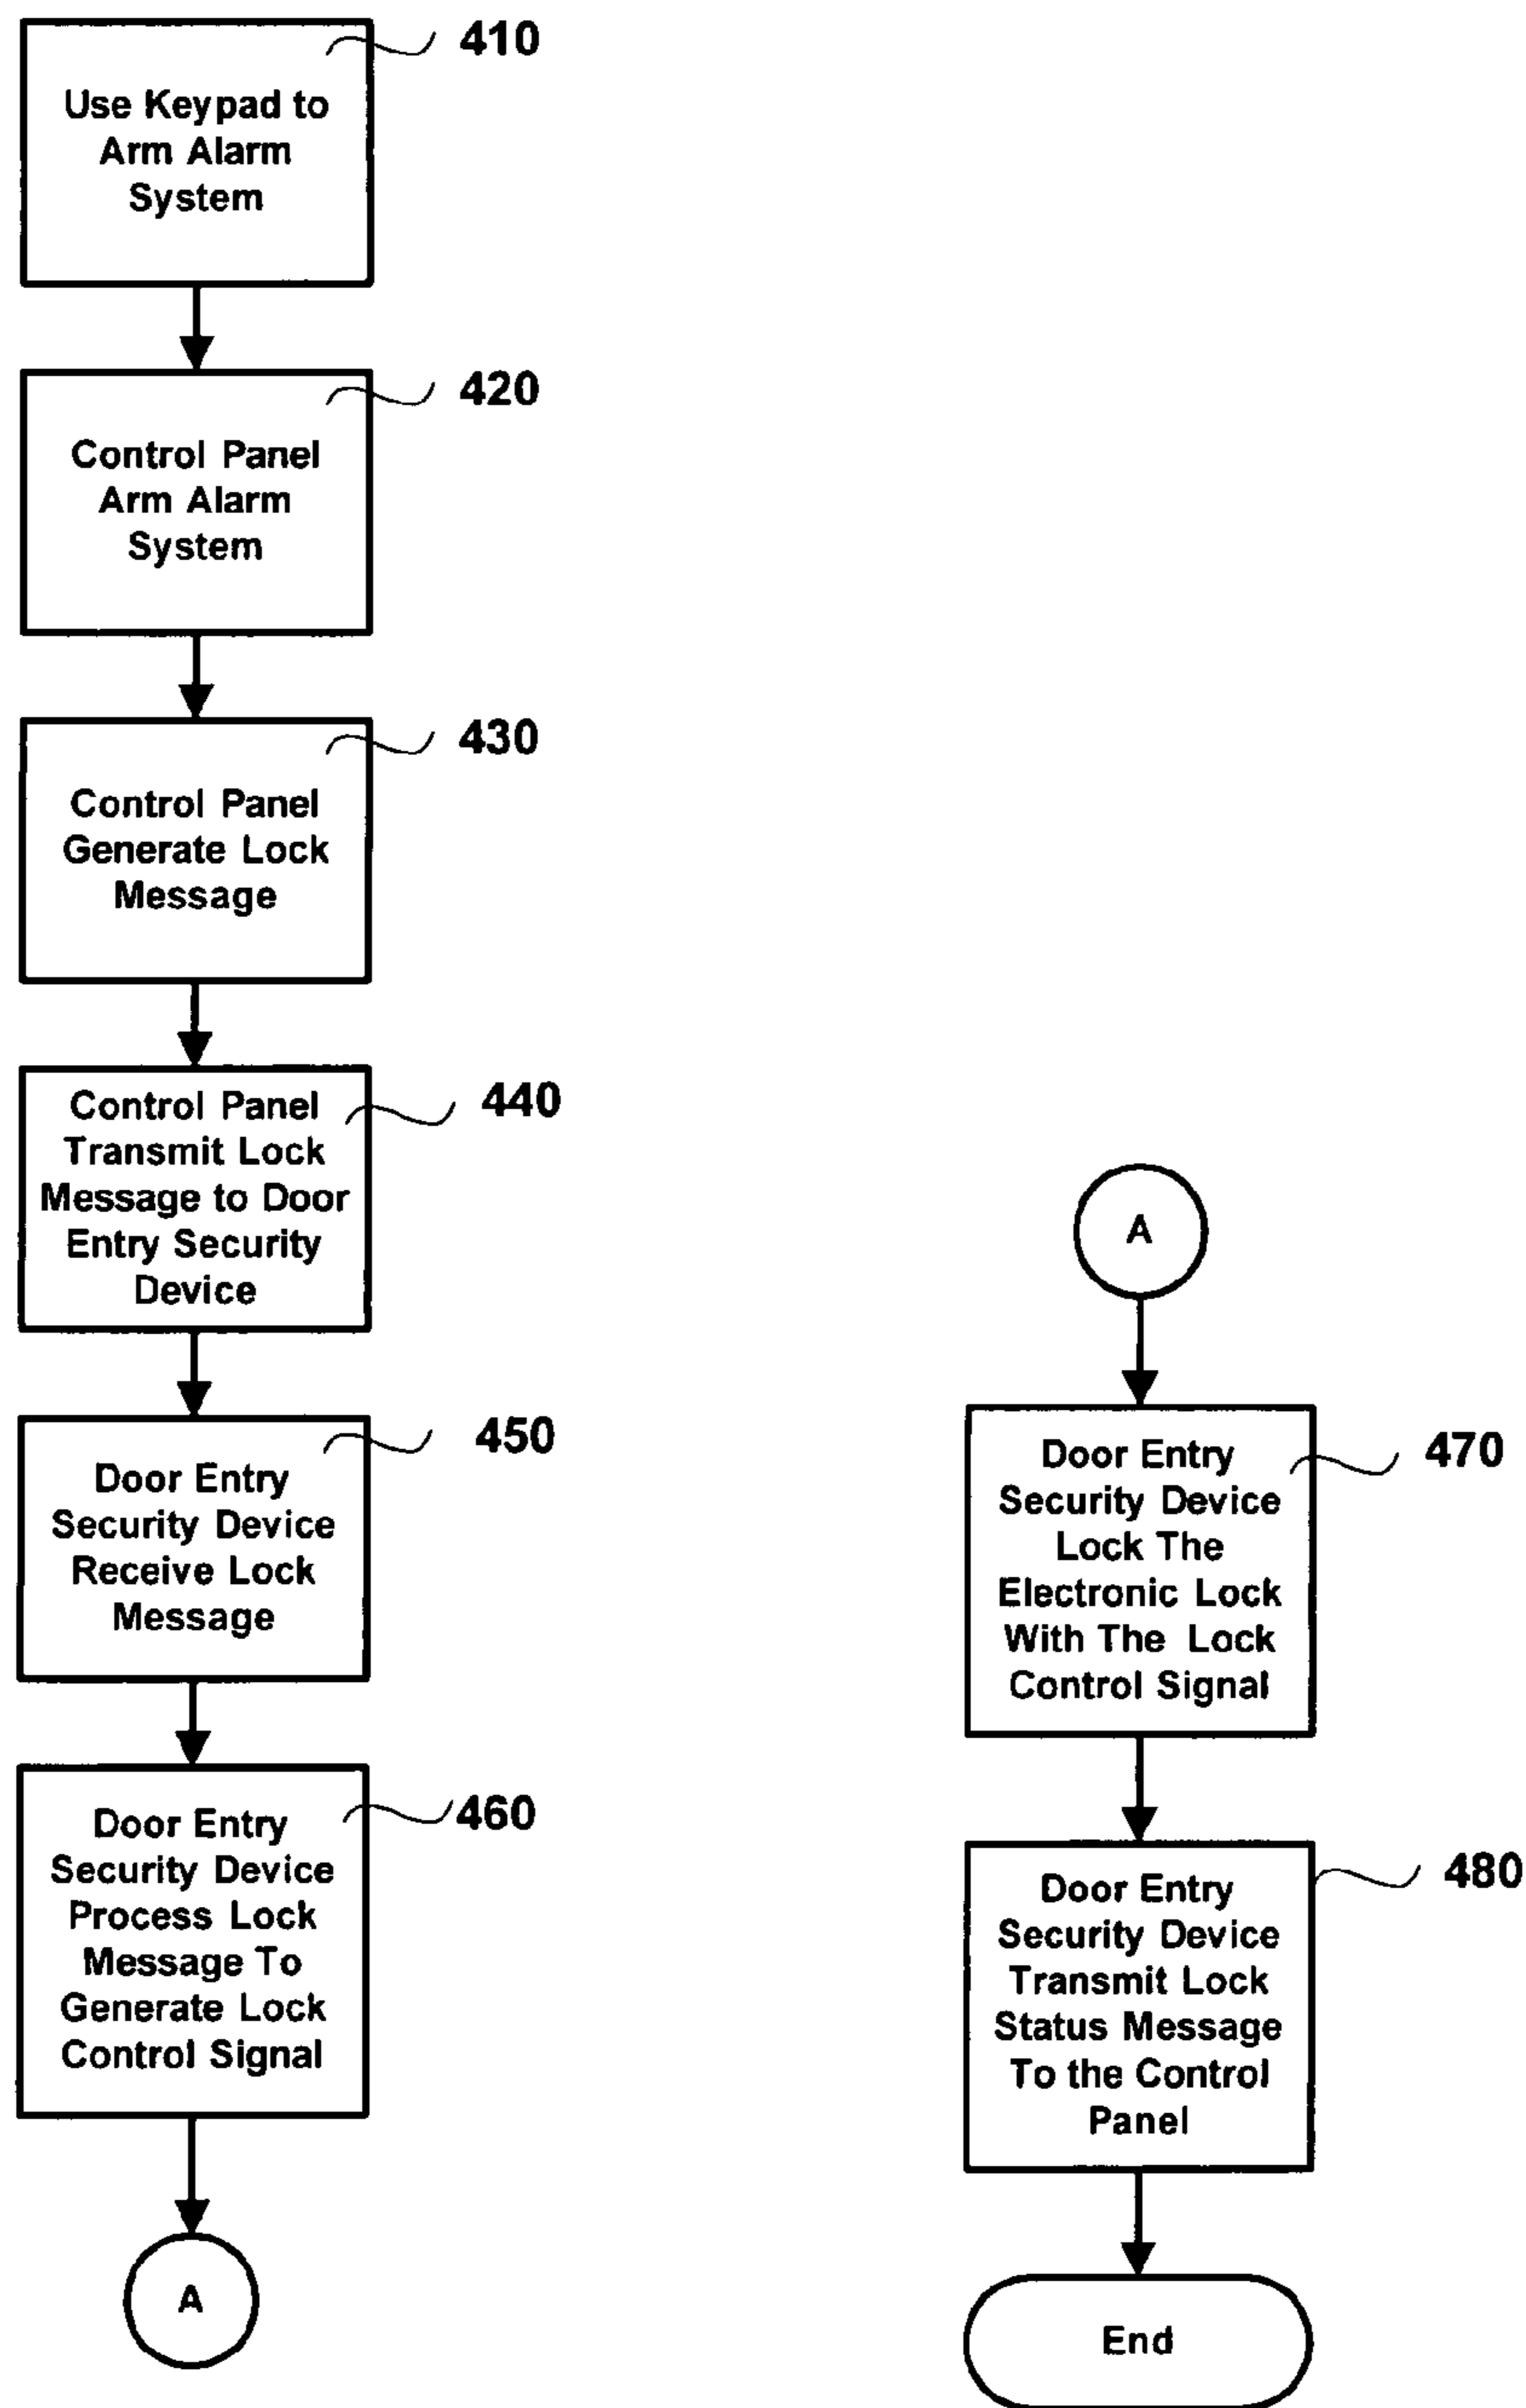 410
Use Keypad to
Arm Alarm
System
420
Control Panel
Arm Alarm
System
430
Control Panel
Generate Lock
Message
440
Control Panel
Transmit Lock
Message to Door
Entry Security
Device
450
Door Entry
Security Device
Receive Lock
Message
460
Door Entry
Security Device
Process Lock
Message To
Generate Lock
Control Signal
A
A
470
Door Entry
Security Device
Lock The
Electronic Lock
With The Lock
Control Signal
480
Door Entry
Security Device
Transmit Lock
Status Message
To the Control
Panel
End